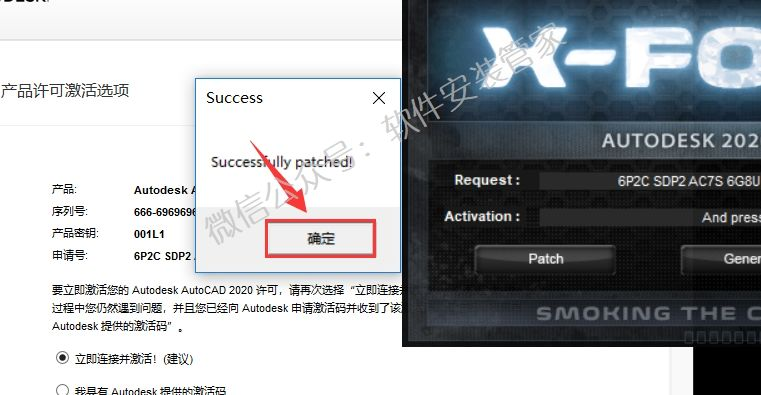 X-FO
产品许可激活选项
Success
Successfully patched!
确定
微信公众号：软件安装管家
AUTODESK 202
产品: Autodesk A
序列号: 666-6969696
产品密钥: 001L1
申请号: 6P2C SDP2
Request : 6P2C SDP2 AC7S 6G8U
Activation : And press
Patch
Gener
SMOKING THE C
要立即激活您的 Autodesk AutoCAD 2020 许可，请再次选择“立即连接
过程中您仍然遇到问题，并且您已经向 Autodesk 申请激活码并收到了该
Autodesk 提供的激活码”。
立即连接并激活！(建议)
我具有 Autodesk 提供的激活码